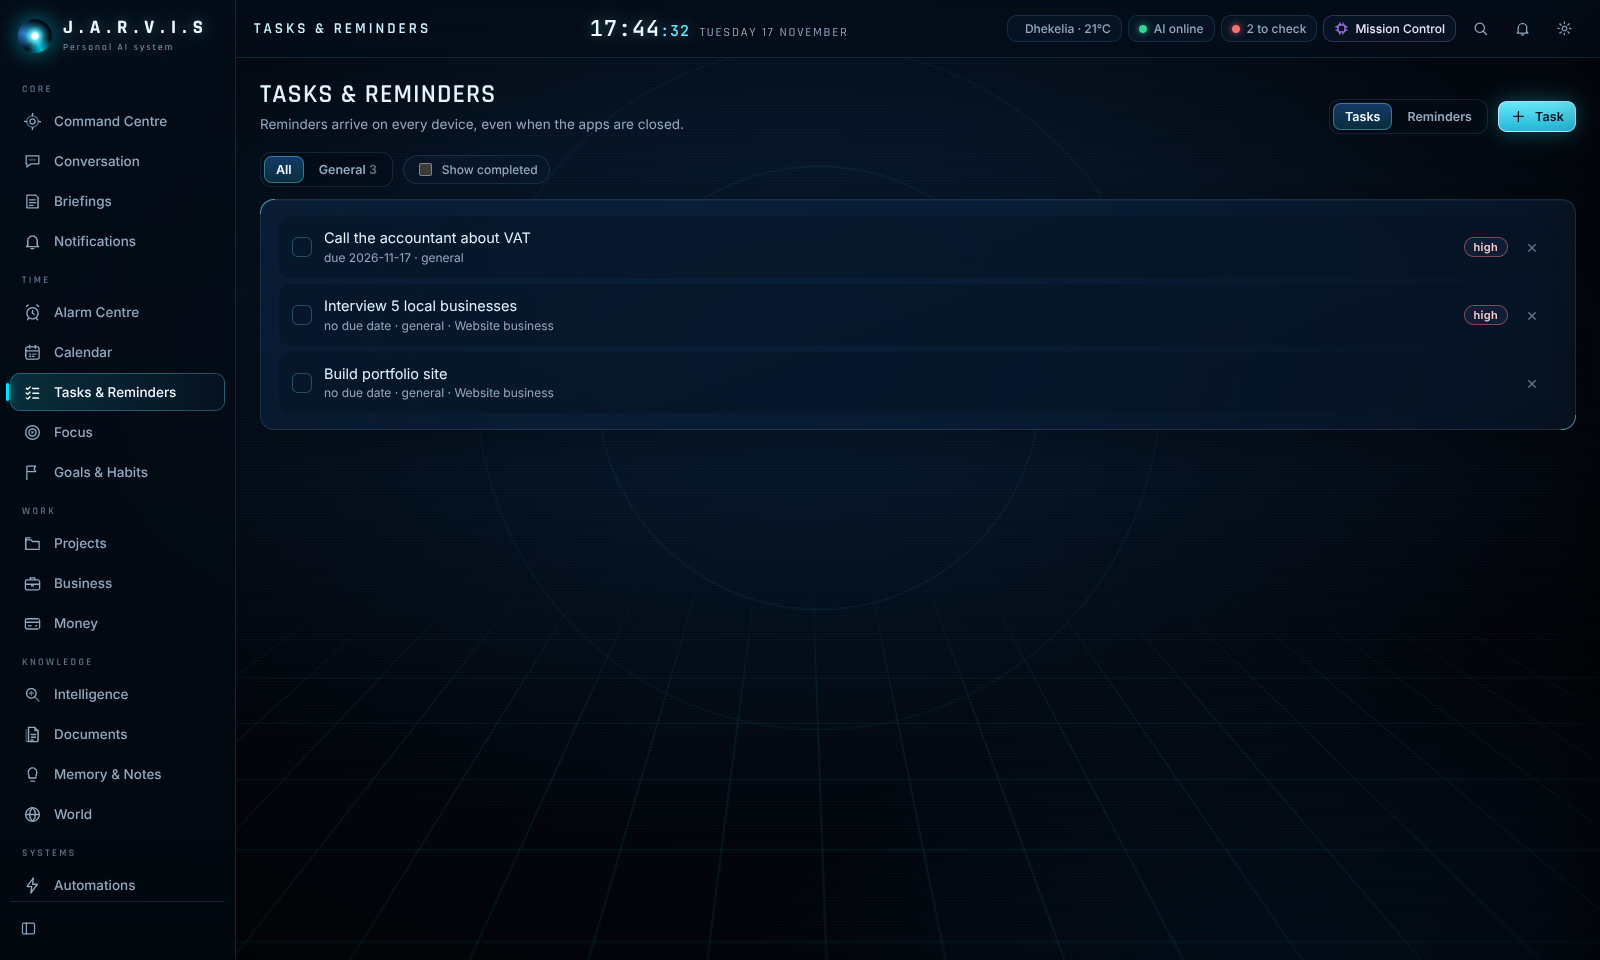 J.A.R.V.I.S
Personal AI system
CORE
Command Centre
Conversation
Briefings
Notifications
TIME
Alarm Centre
Calendar
Tasks & Reminders
Focus
Goals & Habits
WORK
Projects
Business
Money
KNOWLEDGE
Intelligence
Documents
Memory & Notes
World
SYSTEMS
Automations
TASKS & REMINDERS
17:44:32 TUESDAY 17 NOVEMBER
Dhekelia · 21°C
AI online
2 to check
Mission Control
TASKS & REMINDERS
Reminders arrive on every device, even when the apps are closed.
Tasks
Reminders
+ Task
All
General 3
Show completed
Call the accountant about VAT
due 2026-11-17 · general
high
Interview 5 local businesses
no due date · general · Website business
high
Build portfolio site
no due date · general · Website business